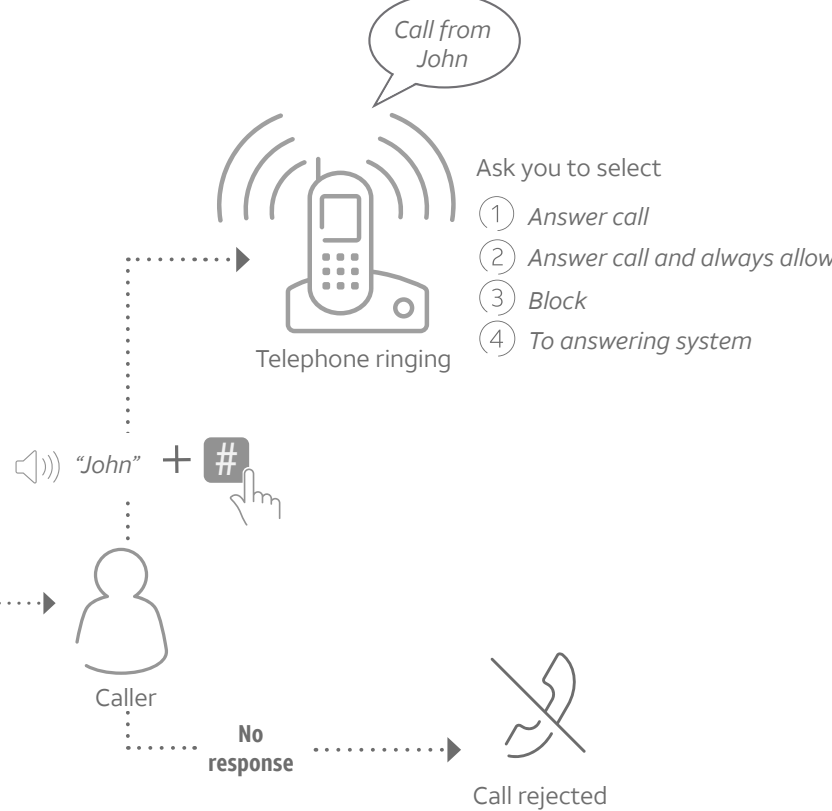 Call from
John
Ask you to select
1 Answer call
2 Answer call and always allow
3 Block
4 To answering system
Telephone ringing
“John” + #
Caller
No
response
Call rejected